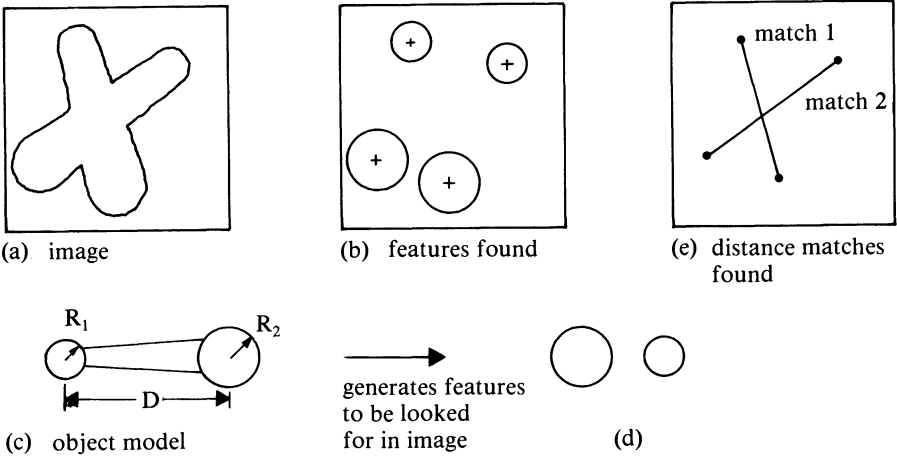 match 1
match 2
(a) image
(b) features found
(e) distance matches
found
R1
R2
D
generates features
to be looked
for in image
(c) object model
(d)